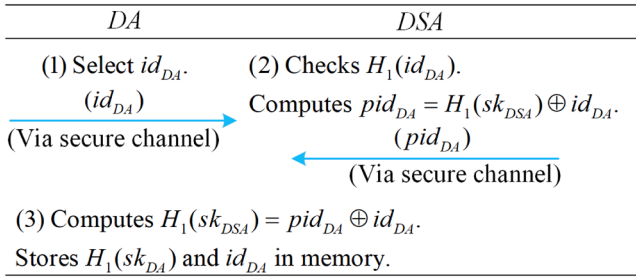 DA DSA
(1) Select id_DA. (2) Checks H_1(id_DA).
(id_DA) Computes pid_DA = H_1(sk_DSA) ⊕ id_DA.
(Via secure channel) (pid_DA)
(Via secure channel)
(3) Computes H_1(sk_DSA) = pid_DA ⊕ id_DA.
Stores H_1(sk_DA) and id_DA in memory.